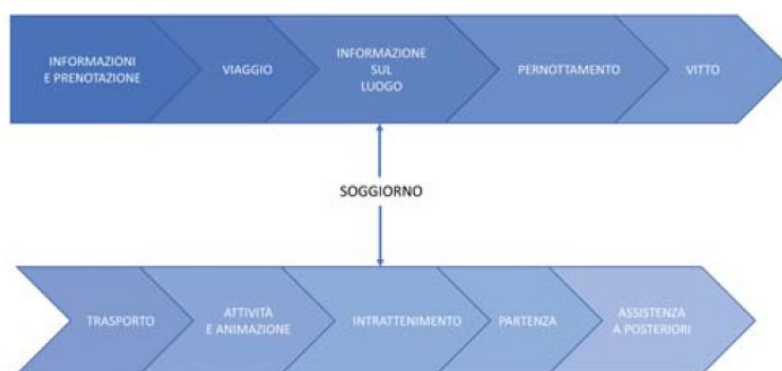 INFORMAZIONI
E PRENOTAZIONE
VIAGGIO
INFORMAZIONE
SUL
LUOGO
PERNOTTAMENTO
VITTO
SOGGIORNO
TRASPORTO
ATTIVITÀ
E ANIMAZIONE
INTRATTENIMENTO
PARTENZA
ASSISTENZA
A POSTERIORI